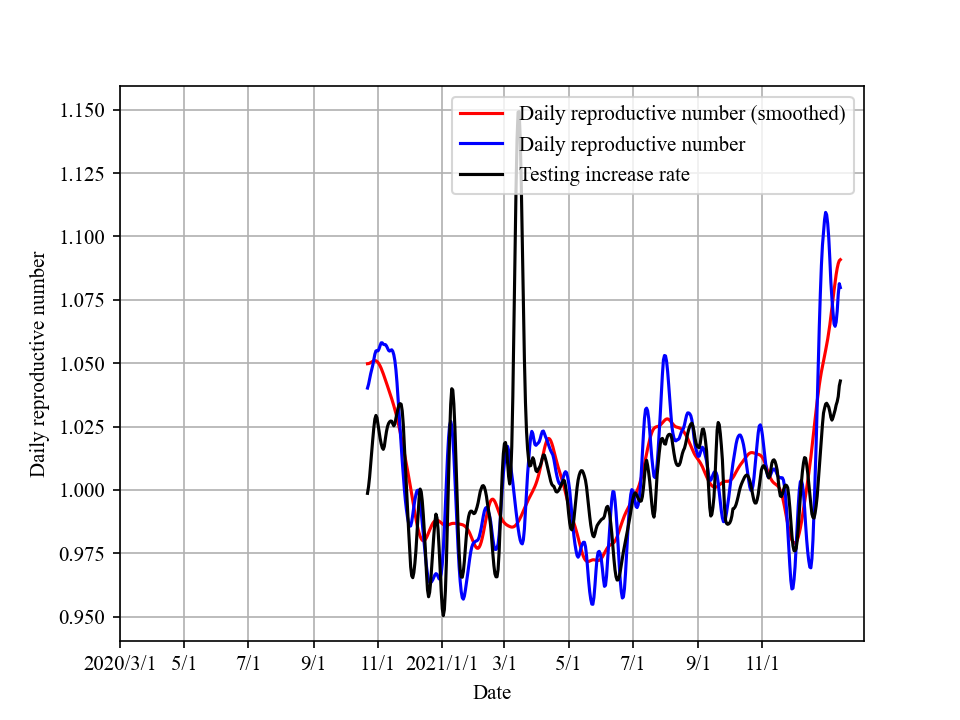 Daily reproductive number (smoothed)
Daily reproductive number
Testing increase rate
Daily reproductive number
1.150
1.125
1.100
1.075
1.050
1.025
1.000
0.975
0.950
2020/3/1 5/1 7/1 9/1 11/1 2021/1/1 3/1 5/1 7/1 9/1 11/1
Date